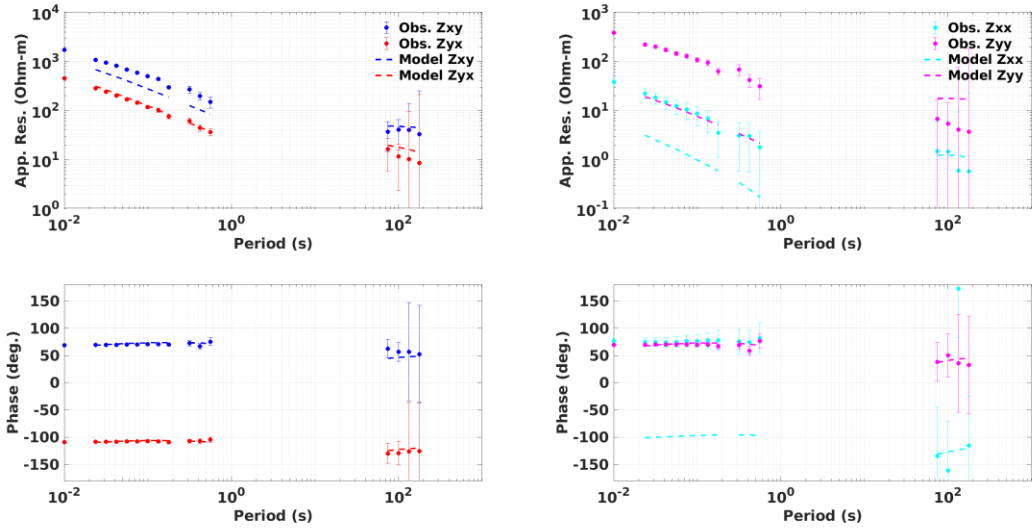 10^4
10^3
10^2
10^1
10^0
App. Res. (Ohm-m)
10^-2
10^0
10^2
Period (s)
Obs. Zxy
Obs. Zyx
Model Zxy
Model Zyx
10^3
10^2
10^1
10^0
10^-1
App. Res. (Ohm-m)
10^-2
10^0
10^2
Period (s)
Obs. Zxx
Obs. Zyy
Model Zxx
Model Zyy
150
100
50
0
-50
-100
-150
Phase (deg.)
10^-2
10^0
10^2
Period (s)
150
100
50
0
-50
-100
-150
Phase (deg.)
10^-2
10^0
10^2
Period (s)